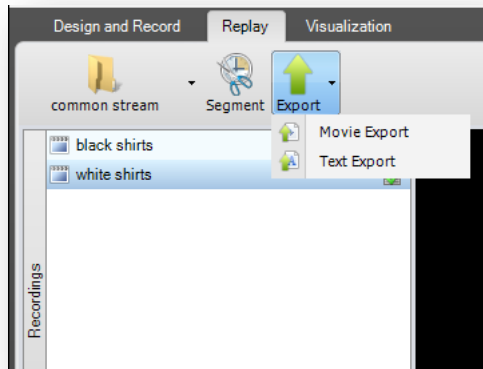 Design and Record Replay Visualization
common stream Segment Export
Movie Export
Text Export
black shirts
white shirts
Recordings